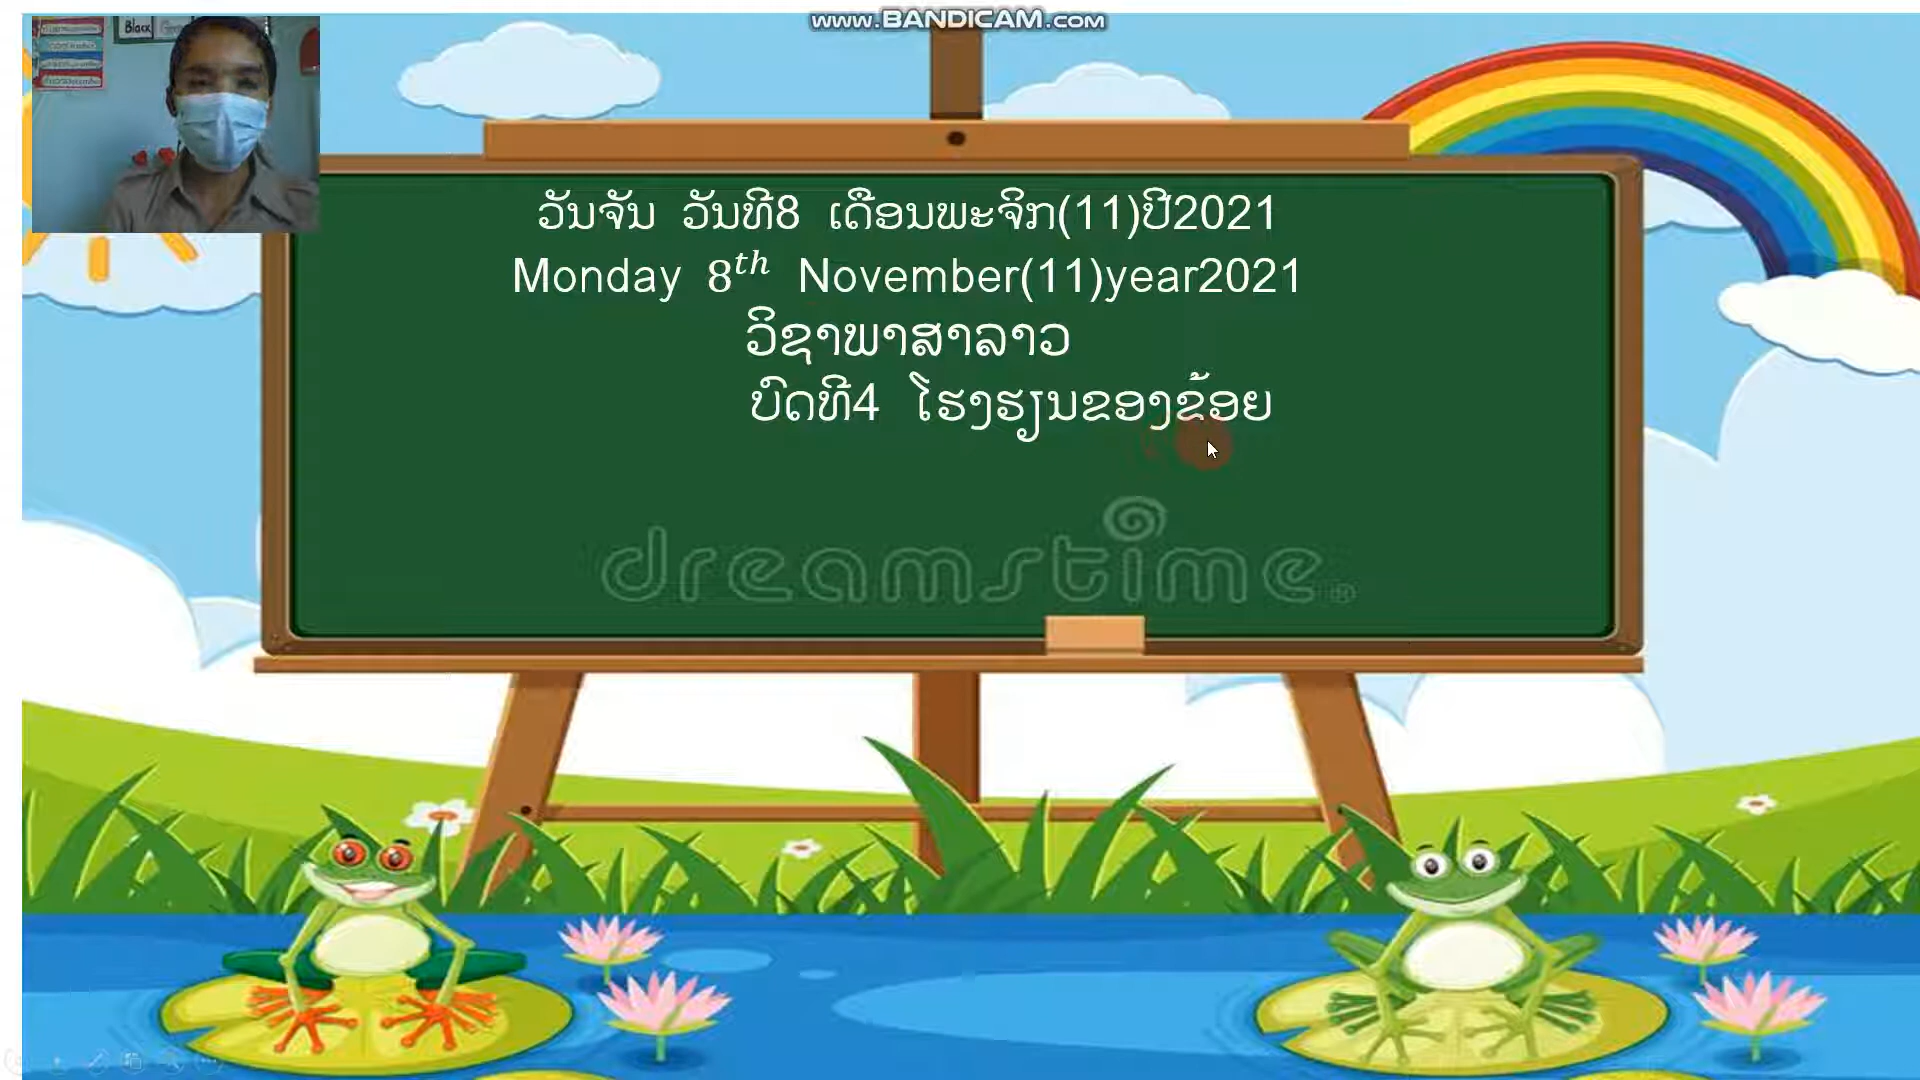 www.BANDICAM.com
Black
ວັນຈັນ ວັນທີ8 ເດືອນພະຈິກ(11)ປີ2021
Monday 8th November(11)year2021
ວິຊາພາສາລາວ
ບົດທີ4 ໂຮງຮຽນຂອງຂ້ອຍ
dreamstime